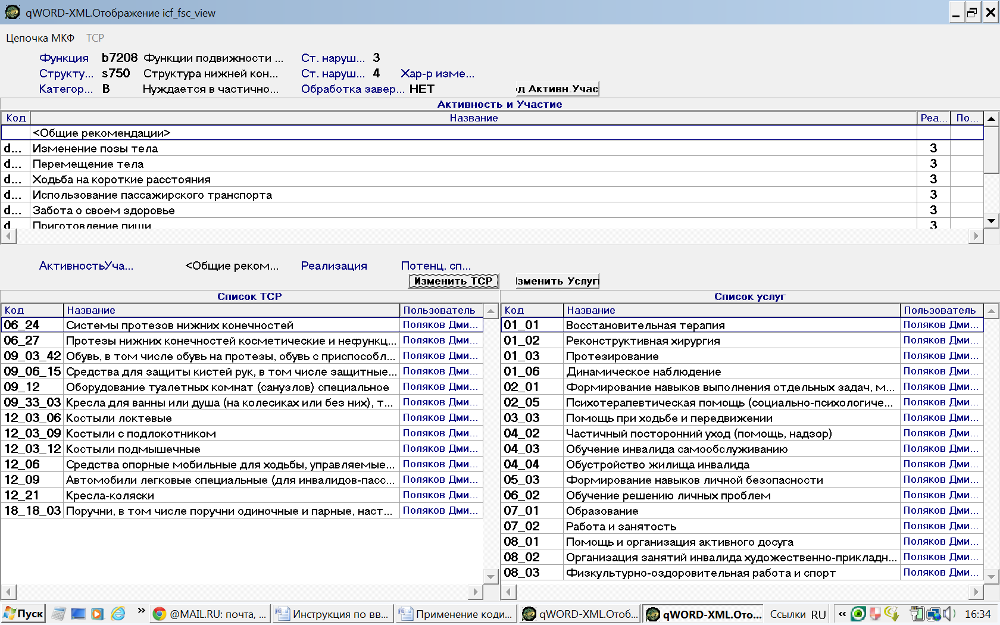 qWORD-XML.Отображение icf_fsc_view
Цепочка МКФ TCP
Функция b7208 Функции подвижности ... Ст. наруш... 3
Структу... s750 Структура нижней кон... Ст. наруш... 4 Хар-р изме...
Категор... B Нуждается в частично... Обработка завер... НЕТ д Активн.Учас
Активность и Участие
Код Название Реа... По...
<Общие рекомендации>
d... Изменение позы тела 3
d... Перемещение тела 3
d... Ходьба на короткие расстояния 3
d... Использование пассажирского транспорта 3
d... Забота о своем здоровье 3
d Приготовление пищи 3
АктивностьУча... <Общие реком... Реализация Потенц. сп...
Изменить ТСР Изменить Услуги
Список ТСР Список услуг
Код Название Пользователь Код Название Пользователь
06_24 Системы протезов нижних конечностей Поляков Дми... 01_01 Восстановительная терапия Поляков Дми...
06_27 Протезы нижних конечностей косметические и нефункц... Поляков Дми... 01_02 Реконструктивная хирургия Поляков Дми...
09_03_42 Обувь, в том числе обувь на протезы, обувь с приспособл... Поляков Дми... 01_03 Протезирование Поляков Дми...
09_06_15 Средства для защиты кистей рук, в том числе защитные... Поляков Дми... 01_06 Динамическое наблюдение Поляков Дми...
09_12 Оборудование туалетных комнат (санузлов) специальное Поляков Дми... 02_01 Формирование навыков выполнения отдельных задач, м... Поляков Дми...
09_33_03 Кресла для ванны или душа (на колесиках или без них), т... Поляков Дми... 02_05 Психотерапевтическая помощь (социально-психологиче... Поляков Дми...
12_03_06 Костыли локтевые Поляков Дми... 03_03 Помощь при ходьбе и передвижении Поляков Дми...
12_03_09 Костыли с подлокотником Поляков Дми... 04_02 Частичный посторонний уход (помощь, надзор) Поляков Дми...
12_03_12 Костыли подмышечные Поляков Дми... 04_03 Обучение инвалида самообслуживанию Поляков Дми...
12_06 Средства опорные мобильные для ходьбы, управляемые... Поляков Дми... 04_04 Обустройство жилища инвалида Поляков Дми...
12_09 Автомобили легковые специальные (для инвалидов-пасс... Поляков Дми... 05_03 Формирование навыков личной безопасности Поляков Дми...
12_21 Кресла-коляски Поляков Дми... 06_02 Обучение решению личных проблем Поляков Дми...
18_18_03 Поручни, в том числе поручни одиночные и парные, наст... Поляков Дми... 07_01 Образование Поляков Дми...
07_02 Работа и занятость Поляков Дми...
08_01 Помощь и организация активного досуга Поляков Дми...
08_02 Организация занятий инвалида художественно-прикладн... Поляков Дми...
08_03 Физкультурно-оздоровительная работа и спорт Поляков Дми...
Пуск » @MAIL.RU: почта, ... Инструкция по вв... Применение коди... qWORD-XML.Отоб... qWORD-XML.Ото... Ссылки RU « 16:34